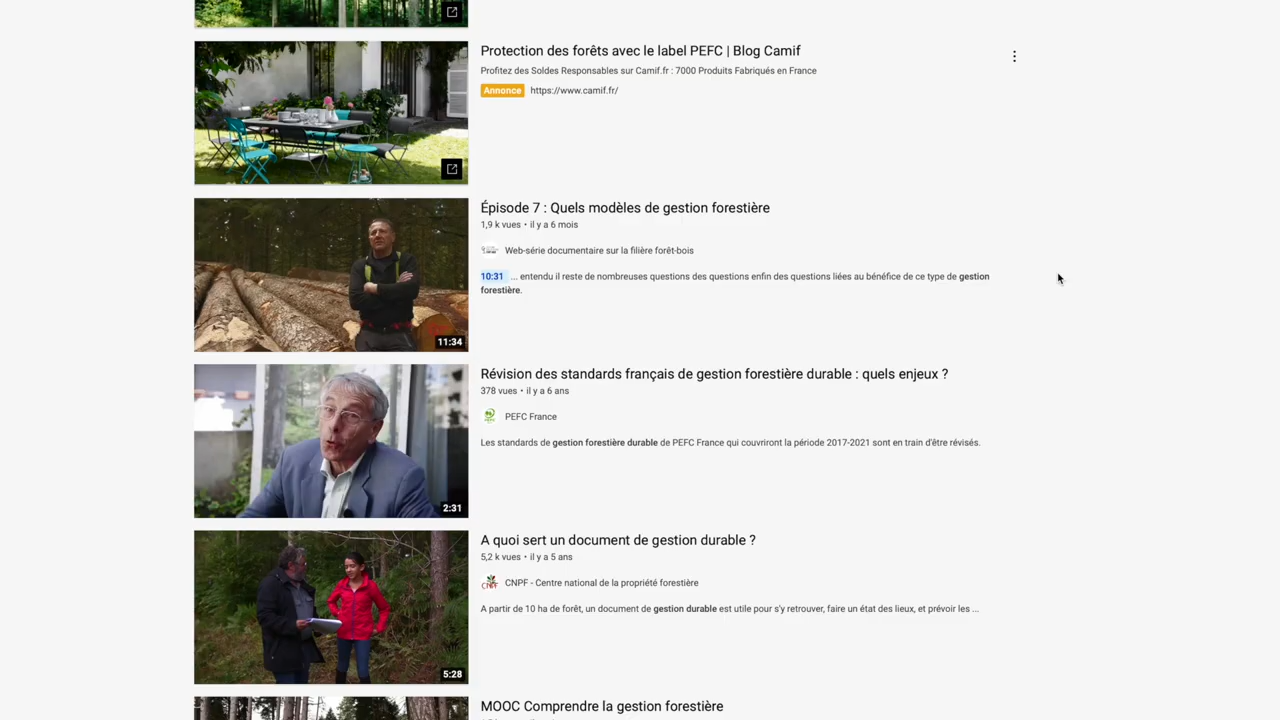 Protection des forêts avec le label PEFC | Blog Camif
Profitez des Soldes Responsables sur Camif.fr : 7000 Produits Fabriqués en France
Annonce https://www.camif.fr/
Épisode 7 : Quels modèles de gestion forestière
1,9 k vues • il y a 6 mois
Web-série documentaire sur la filière forêt-bois
10:31 ... entendu il reste de nombreuses questions des questions enfin des questions liées au bénéfice de ce type de gestion
forestière.
11:34
Révision des standards français de gestion forestière durable : quels enjeux ?
378 vues • il y a 6 ans
PEFC France
Les standards de gestion forestière durable de PEFC France qui couvriront la période 2017-2021 sont en train d'être révisés.
2:31
A quoi sert un document de gestion durable ?
5,2 k vues • il y a 5 ans
CNPF - Centre national de la propriété forestière
A partir de 10 ha de forêt, un document de gestion durable est utile pour s'y retrouver, faire un état des lieux, et prévoir les ...
5:28
MOOC Comprendre la gestion forestière